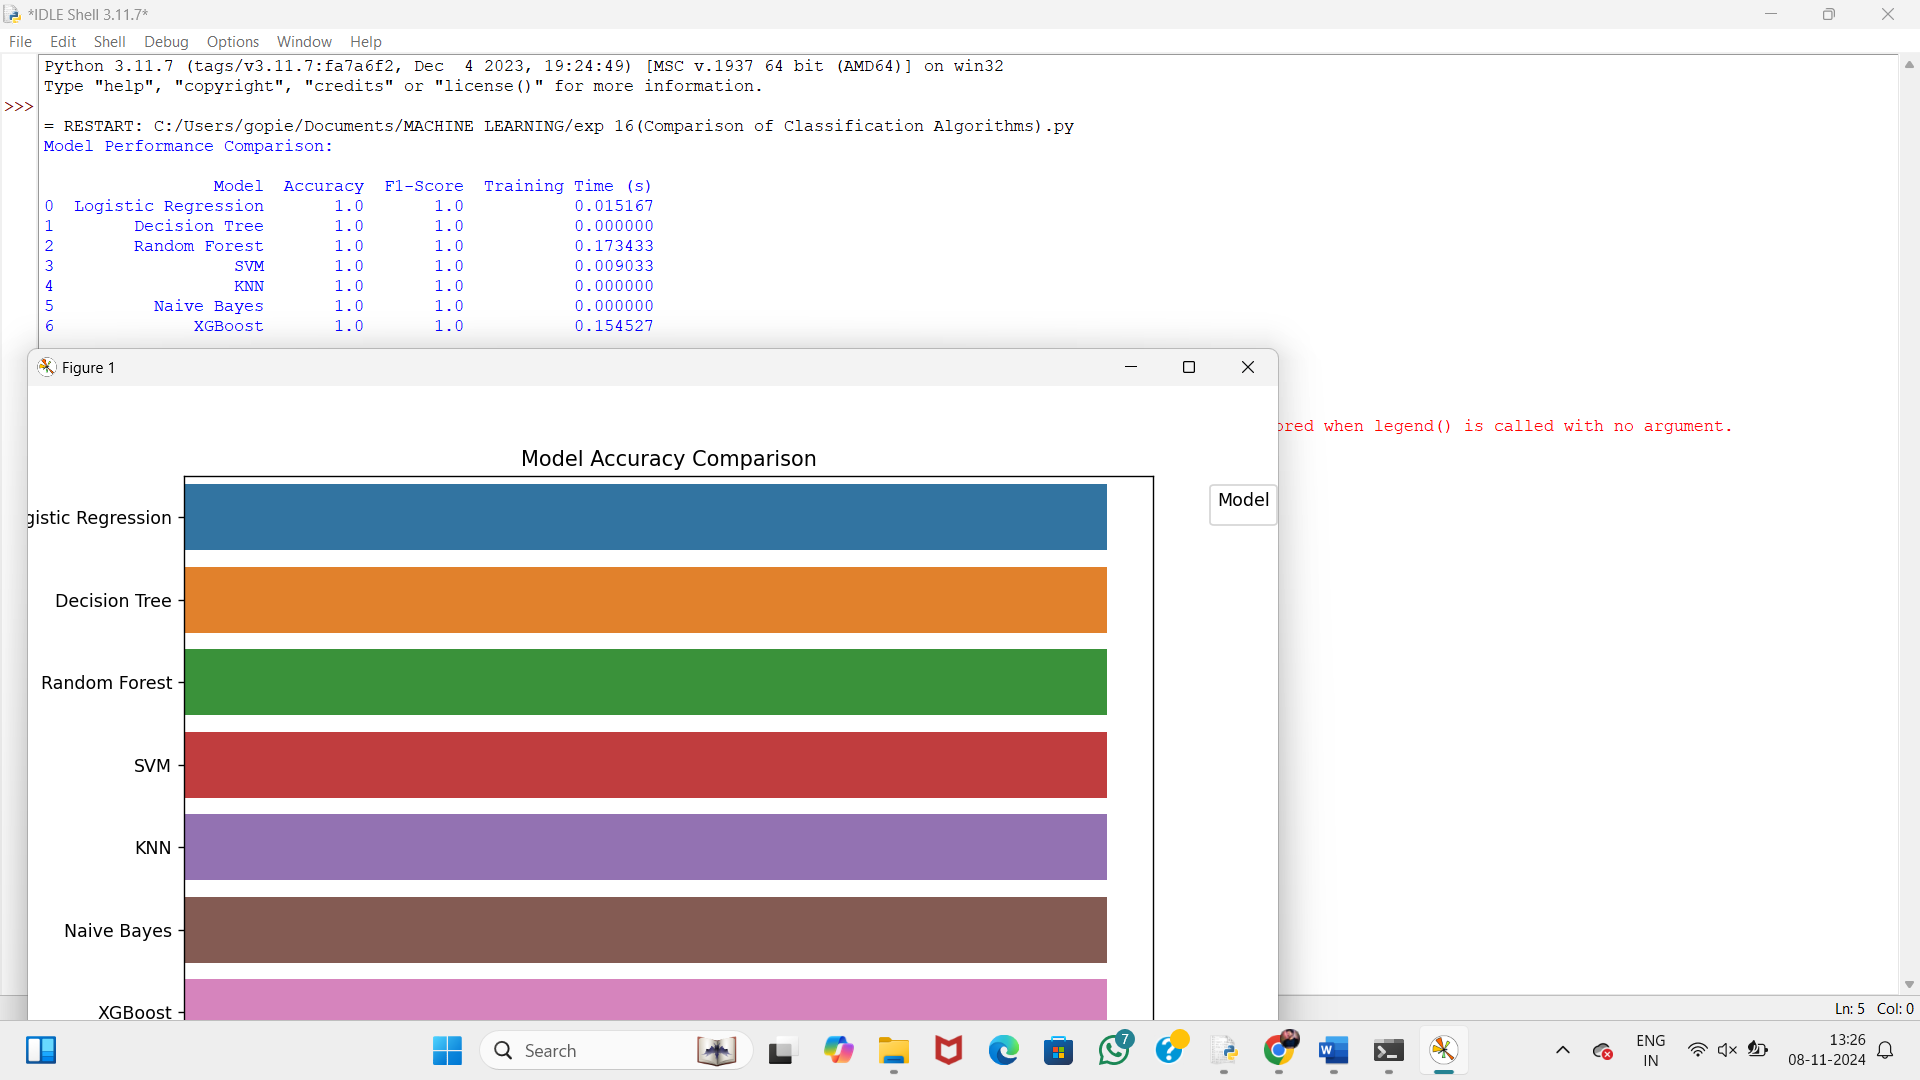 *IDLE Shell 3.11.7*
File Edit Shell Debug Options Window Help
Python 3.11.7 (tags/v3.11.7:fa7a6f2, Dec  4 2023, 19:24:49) [MSC v.1937 64 bit (AMD64)] on win32
Type "help", "copyright", "credits" or "license()" for more information.
>>>
= RESTART: C:/Users/gopie/Documents/MACHINE LEARNING/exp 16(Comparison of Classification Algorithms).py
Model Performance Comparison:
Model Accuracy F1-Score Training Time (s)
0 Logistic Regression 1.0 1.0 0.015167
1 Decision Tree 1.0 1.0 0.000000
2 Random Forest 1.0 1.0 0.173433
3 SVM 1.0 1.0 0.009033
4 KNN 1.0 1.0 0.000000
5 Naive Bayes 1.0 1.0 0.000000
6 XGBoost 1.0 1.0 0.154527
Figure 1
ored when legend() is called with no argument.
Model Accuracy Comparison
Model
gistic Regression
Decision Tree
Random Forest
SVM
KNN
Naive Bayes
XGBoost
Ln: 5 Col: 0
Search
7
ENG
IN
13:26
08-11-2024